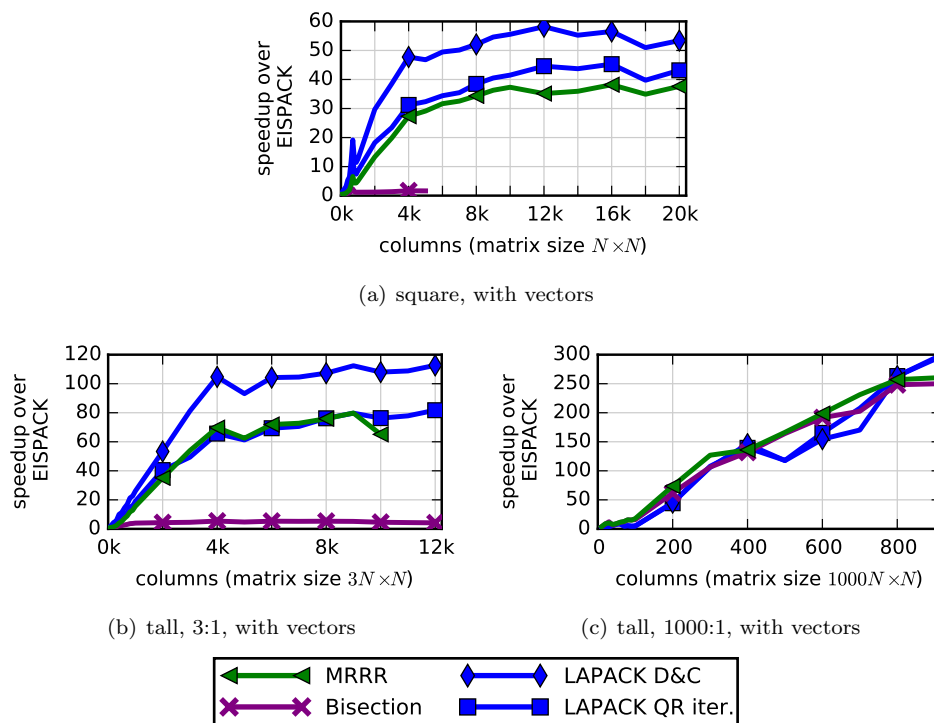 60
50
40
30
20
10
0
speedup over
EISPACK
0k 4k 8k 12k 16k 20k
columns (matrix size N×N)
(a) square, with vectors
120
100
80
60
40
20
0
speedup over
EISPACK
0k 4k 8k 12k
columns (matrix size 3N×N)
(b) tall, 3:1, with vectors
300
250
200
150
100
50
0
speedup over
EISPACK
0 200 400 600 800
columns (matrix size 1000N×N)
(c) tall, 1000:1, with vectors
MRRR
Bisection
LAPACK D&C
LAPACK QR iter.